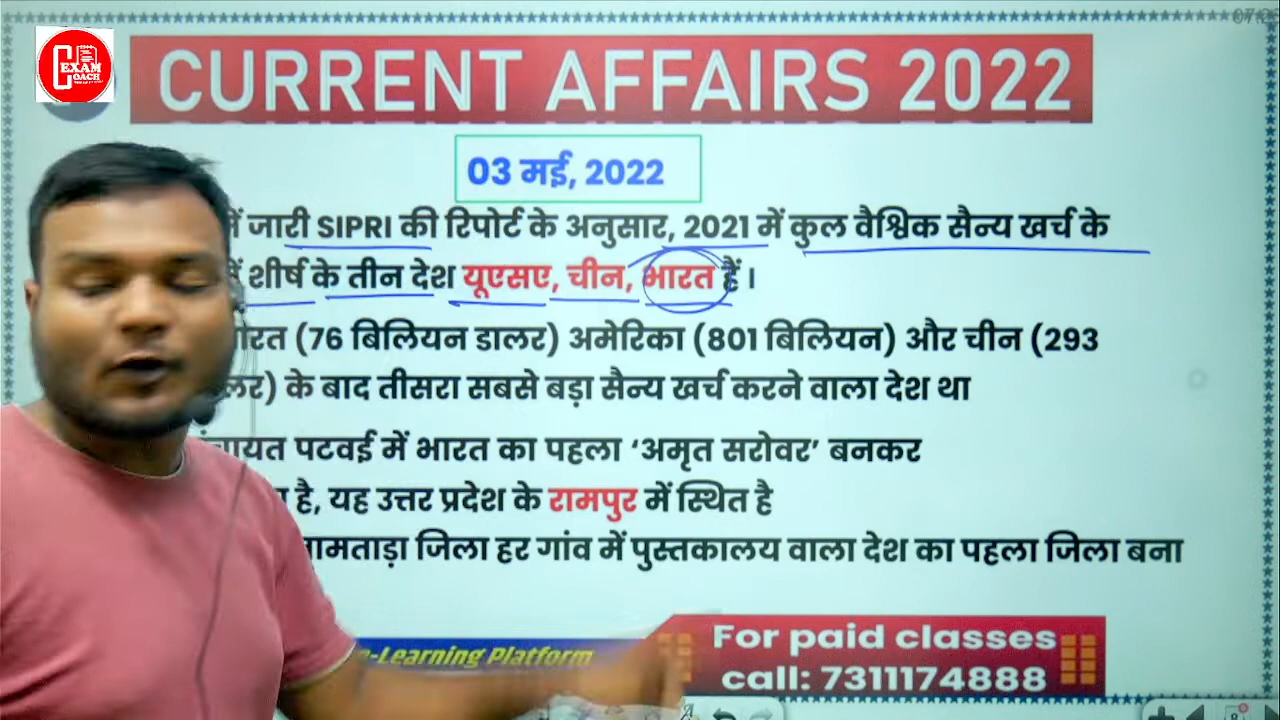 EXAM
COACH
CURRENT AFFAIRS 2022
03 मई, 2022
में जारी SIPRI की रिपोर्ट के अनुसार, 2021 में कुल वैश्विक सैन्य खर्च के
शीर्ष के तीन देश यूएसए, चीन, भारत हैं।
(76 बिलियन डालर) अमेरिका (801 बिलियन) और चीन (293
के बाद तीसरा सबसे बड़ा सैन्य खर्च करने वाला देश था
पटवई में भारत का पहला ‘अमृत सरोवर’ बनकर
है, यह उत्तर प्रदेश के रामपुर में स्थित है
जिला हर गांव में पुस्तकालय वाला देश का पहला जिला बना
-Learning Platform
For paid classes
call: 7311174888